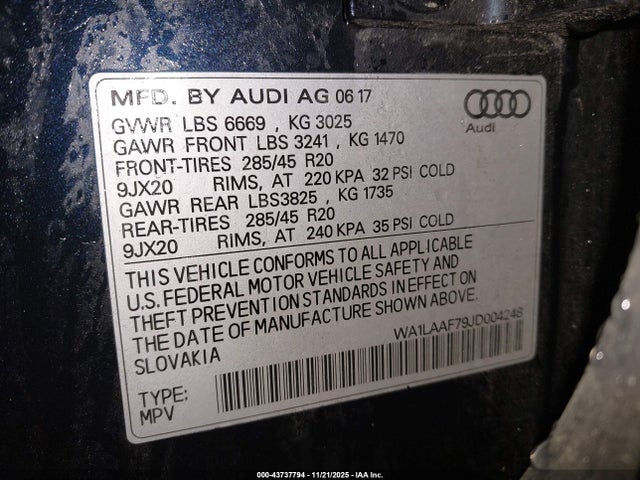 MFD. BY AUDI AG 06 17
Audi
GVWR LBS 6669 , KG 3025
GAWR FRONT LBS 3241 , KG 1470
FRONT-TIRES 285/45 R20
9JX20 RIMS, AT 220 KPA 32 PSI COLD
GAWR REAR LBS3825 , KG 1735
REAR-TIRES 285/45 R20
9JX20 RIMS, AT 240 KPA 35 PSI COLD
THIS VEHICLE CONFORMS TO ALL APPLICABLE
U.S. FEDERAL MOTOR VEHICLE SAFETY AND
THEFT PREVENTION STANDARDS IN EFFECT ON
THE DATE OF MANUFACTURE SHOWN ABOVE.
SLOVAKIA
WA1LAAF79JD004248
TYPE:
MPV
000-43737794 - 11/21/2025 - IAA Inc.